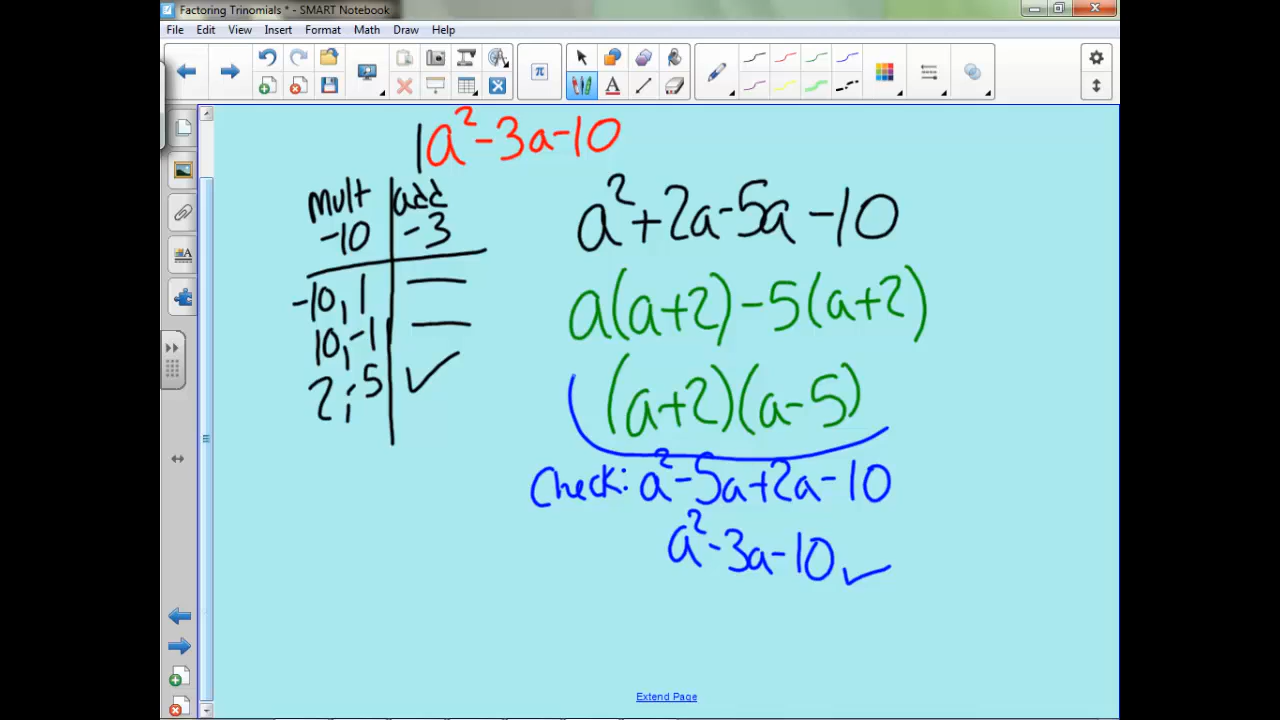 Factoring Trinomials * - SMART Notebook
File Edit View Insert Format Math Draw Help
1a²-3a-10
mult add
-10 -3
-10, 1
10, -1
2, -5 ✓
a²+2a-5a-10
a(a+2)-5(a+2)
(a+2)(a-5)
Check: a²-5a+2a-10
a²-3a-10 ✓
Extend Page